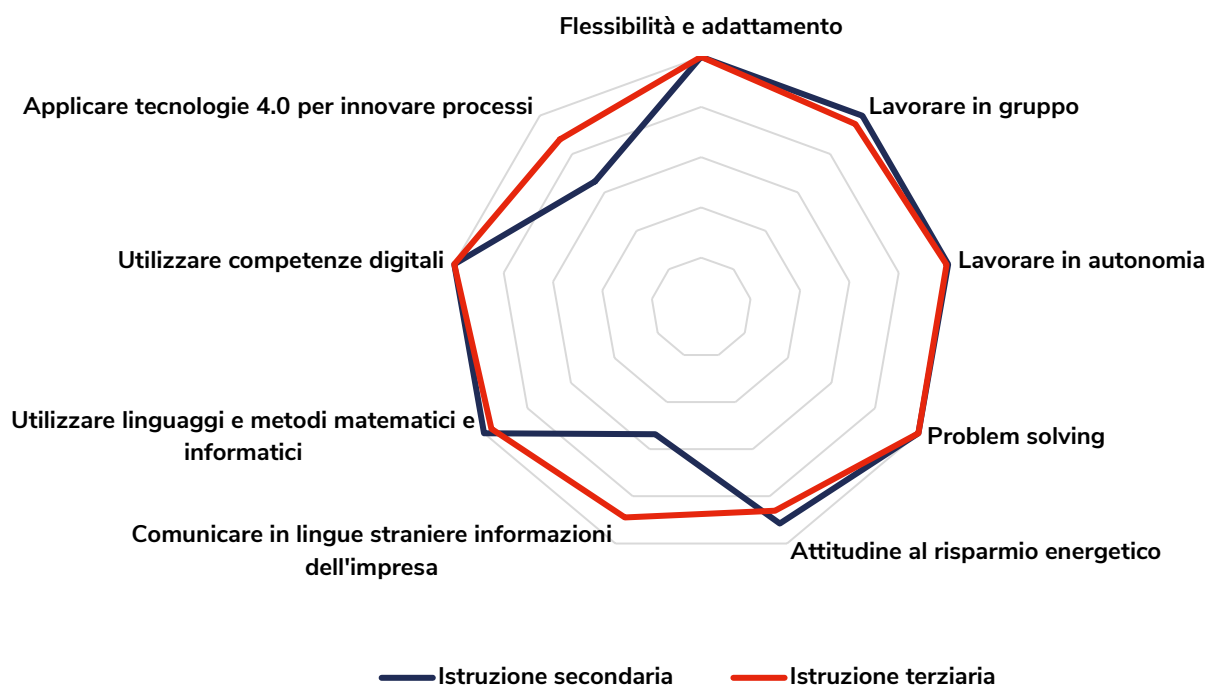 Flessibilità e adattamento
Applicare tecnologie 4.0 per innovare processi
Lavorare in gruppo
Utilizzare competenze digitali
Lavorare in autonomia
Utilizzare linguaggi e metodi matematici e
informatici
Problem solving
Comunicare in lingue straniere informazioni
dell'impresa
Attitudine al risparmio energetico
Istruzione secondaria
Istruzione terziaria